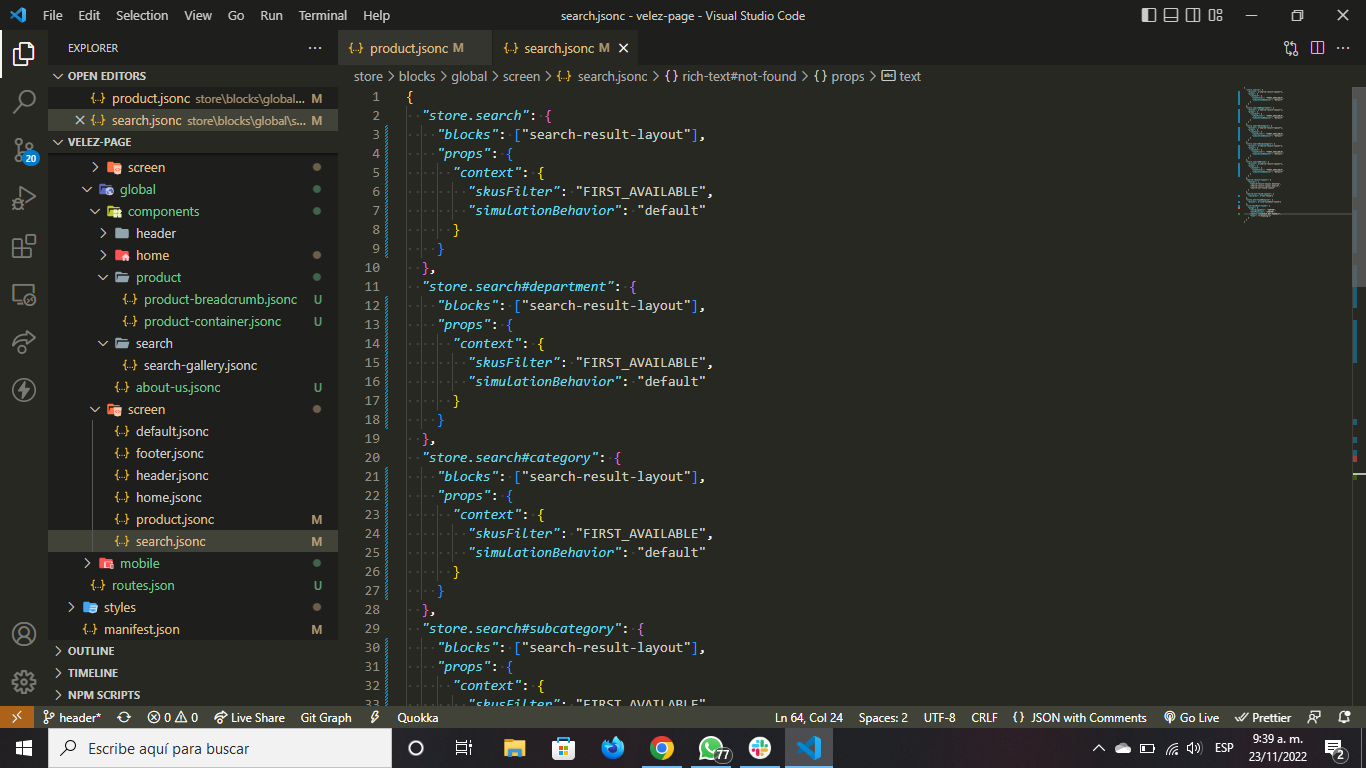 File Edit Selection View Go Run Terminal Help
search.jsonc - velez-page - Visual Studio Code
EXPLORER
OPEN EDITORS
product.jsonc store\blocks\global... M
search.jsonc store\blocks\global\s... M
VELEZ-PAGE
screen
global
components
header
home
product
product-breadcrumb.jsonc U
product-container.jsonc U
search
search-gallery.jsonc
about-us.jsonc U
screen
default.jsonc
footer.jsonc
header.jsonc
home.jsonc
product.jsonc M
search.jsonc M
mobile
routes.json U
styles
manifest.json M
OUTLINE
TIMELINE
NPM SCRIPTS
20
product.jsonc M
search.jsonc M
store > blocks > global > screen > {..} search.jsonc > {} rich-text#not-found > {} props > abc text
1 {
2 "store.search": {
3 "blocks": ["search-result-layout"],
4 "props": {
5 "context": {
6 "skusFilter": "FIRST_AVAILABLE",
7 "simulationBehavior": "default"
8 }
9 }
10 },
11 "store.search#department": {
12 "blocks": ["search-result-layout"],
13 "props": {
14 "context": {
15 "skusFilter": "FIRST_AVAILABLE",
16 "simulationBehavior": "default"
17 }
18 }
19 },
20 "store.search#category": {
21 "blocks": ["search-result-layout"],
22 "props": {
23 "context": {
24 "skusFilter": "FIRST_AVAILABLE",
25 "simulationBehavior": "default"
26 }
27 }
28 },
29 "store.search#subcategory": {
30 "blocks": ["search-result-layout"],
31 "props": {
32 "context": {
33 "skusFilter": "FIRST_AVAILABLE",
header* 0 0 Live Share Git Graph Quokka
Ln 64, Col 24 Spaces: 2 UTF-8 CRLF {} JSON with Comments Go Live Prettier
Escribe aquí para buscar
77
ESP
9:39 a. m.
23/11/2022
2